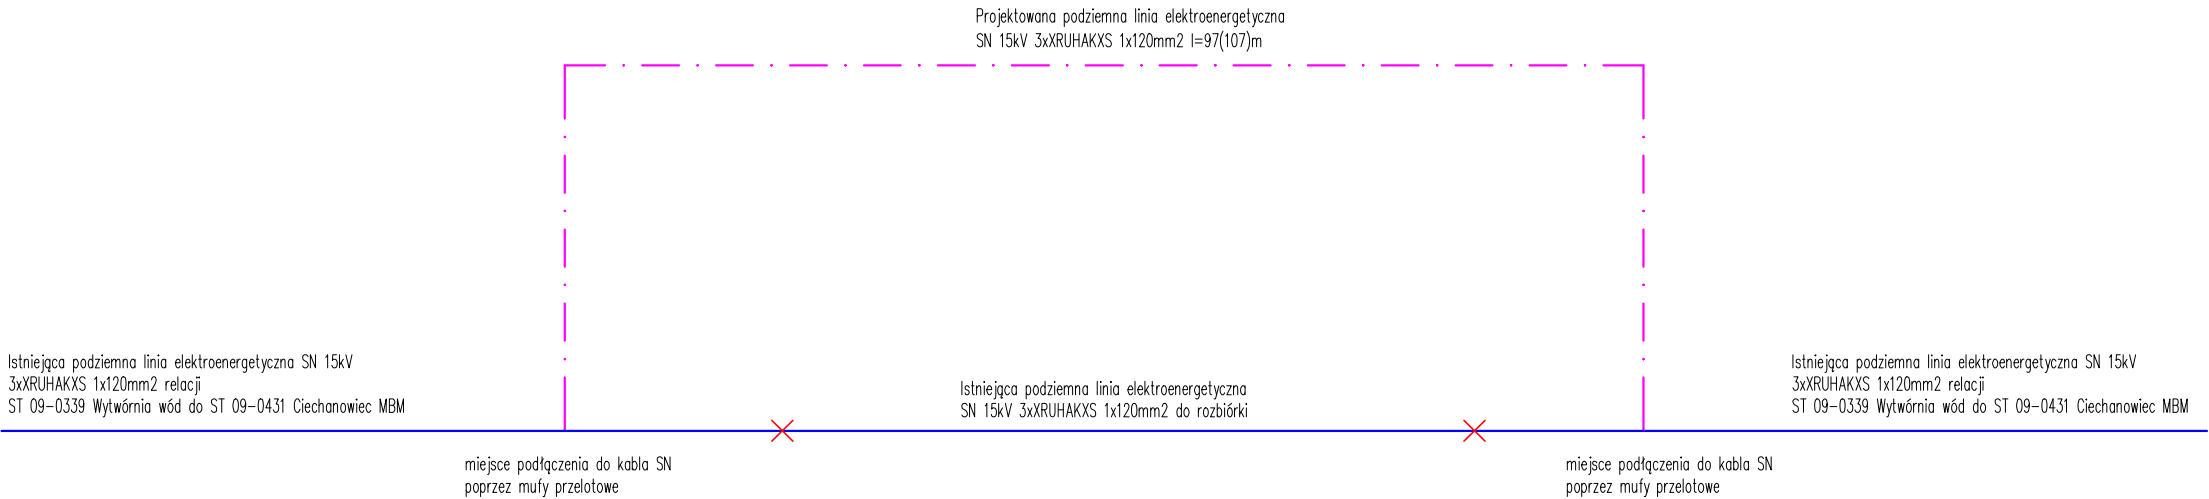 Projektowana podziemna linia elektroenergetyczna
SN 15kV 3xXRUHAKXS 1x120mm2 l=97(107)m
Istniejąca podziemna linia elektroenergetyczna SN 15kV
3xXRUHAKXS 1x120mm2 relacji
ST 09-0339 Wytwórnia wód do ST 09-0431 Ciechanowiec MBM
Istniejąca podziemna linia elektroenergetyczna
SN 15kV 3xXRUHAKXS 1x120mm2 do rozbiórki
Istniejąca podziemna linia elektroenergetyczna SN 15kV
3xXRUHAKXS 1x120mm2 relacji
ST 09-0339 Wytwórnia wód do ST 09-0431 Ciechanowiec MBM
miejsce podłączenia do kabla SN
poprzez mufy przelotowe
miejsce podłączenia do kabla SN
poprzez mufy przelotowe